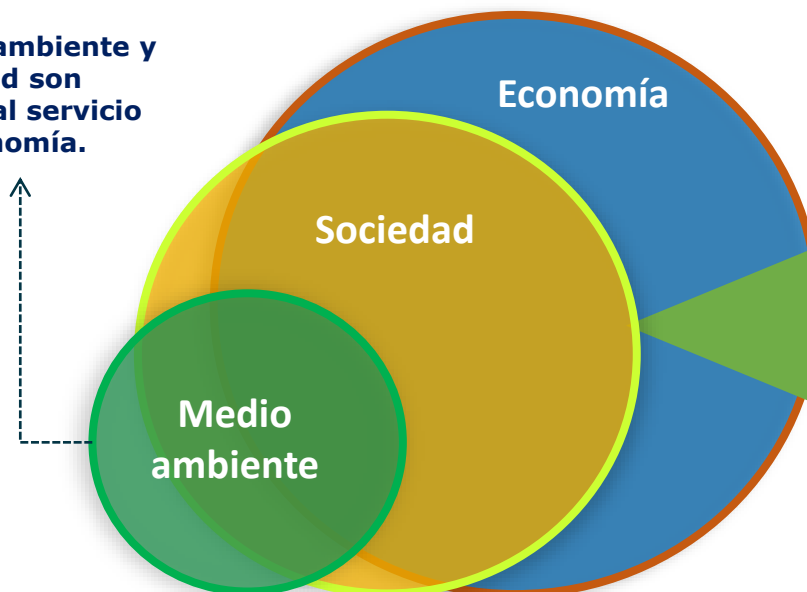 ambiente y
d son
al servicio
nomía.
Economía
Sociedad
Medio
ambiente